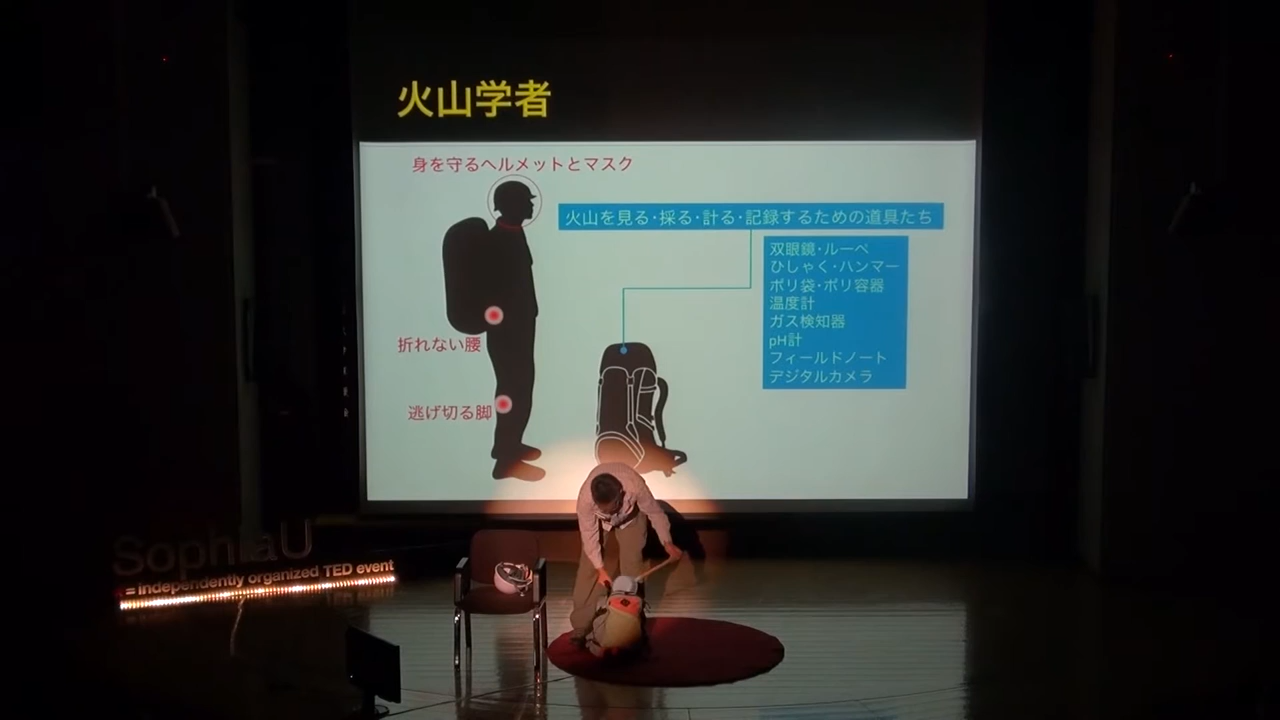 火山学者
身を守るヘルメットとマスク
火山を見る・採る・計る・記録するための道具たち
双眼鏡・ルーペ
ひしゃく・ハンマー
ポリ袋・ポリ容器
温度計
ガス検知器
pH計
フィールドノート
デジタルカメラ
折れない腰
逃げ切る脚
SophiaU
= independently organized TED event